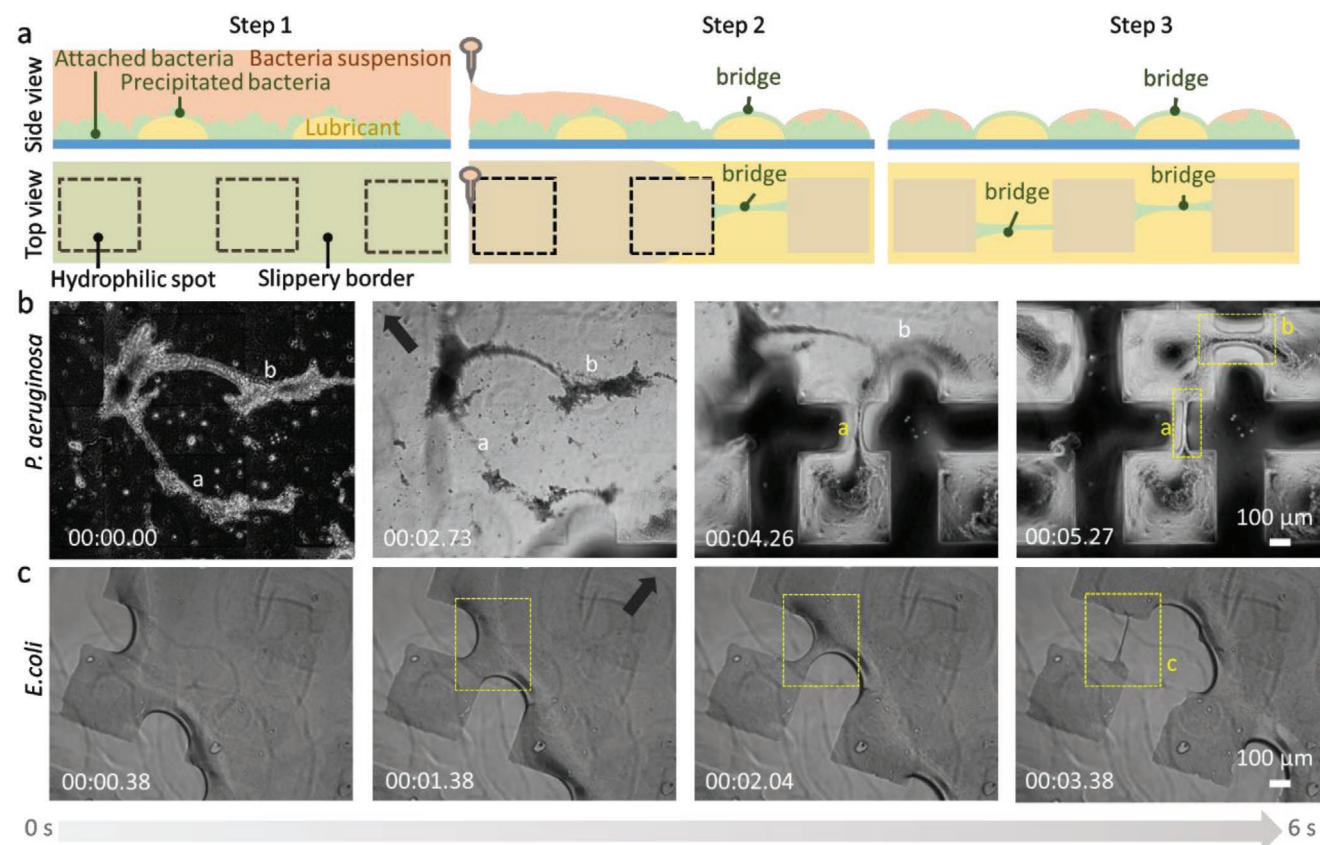 a
Step 1
Step 2
Step 3
Side view
Attached bacteria
Bacteria suspension
Precipitated bacteria
Lubricant
bridge
bridge
Top view
bridge
bridge
bridge
Hydrophilic spot
Slippery border
b
P. aeruginosa
b
a
00:00.00
b
a
00:02.73
b
a
00:04.26
b
a
00:05.27
100 µm
c
E.coli
00:00.38
00:01.38
00:02.04
c
00:03.38
100 µm
0 s
6 s